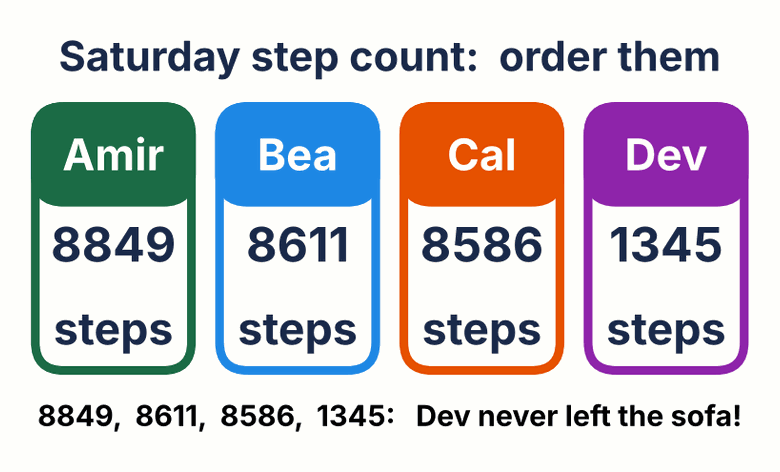 Saturday step count: order them
Amir Bea Cal Dev
8849 8611 8586 1345
steps steps steps steps
8849, 8611, 8586, 1345: Dev never left the sofa!